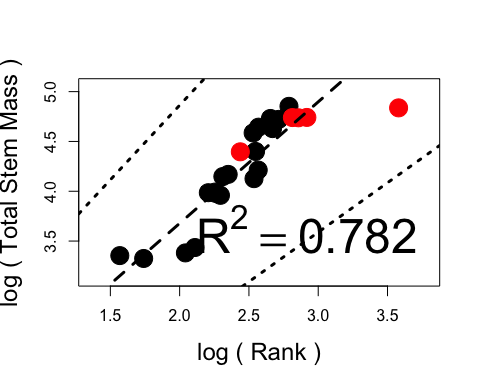 log ( Total Stem Mass )
5.0
4.5
4.0
3.5
R² = 0.782
1.5 2.0 2.5 3.0 3.5
log ( Rank )